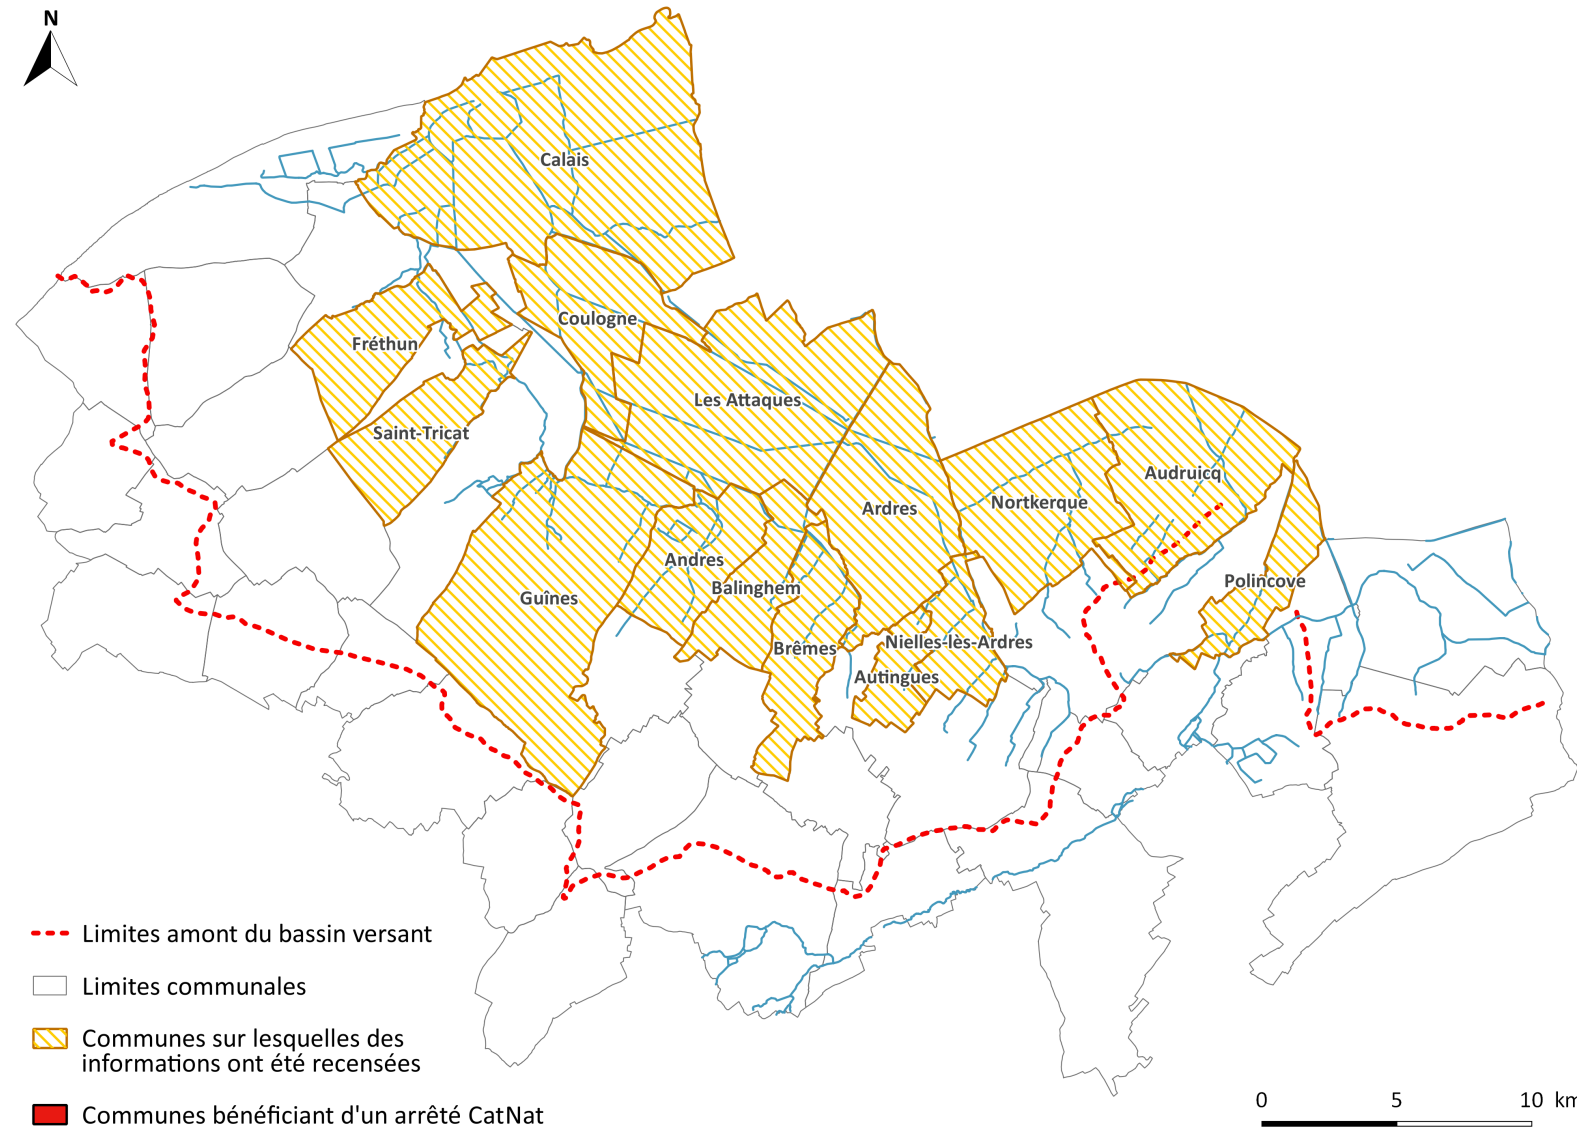 N
Calais
Coulogne
Fréthun
Les Attaques
Saint-Tricat
Audruicq
Nortkerque
Ardres
Andres
Polincove
Balinghem
Guînes
Nielles-lès-Ardres
Brêmes
Autingues
Limites amont du bassin versant
Limites communales
Communes sur lesquelles des
informations ont été recensées
Communes bénéficiant d'un arrêté CatNat
0 5 10 km